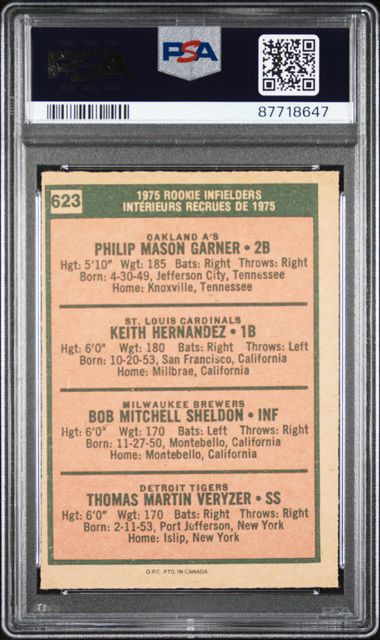 PSA
PSA
87718647
623
1975 ROOKIE INFIELDERS
INTÉRIEURS RECRUES DE 1975
OAKLAND A'S
PHILIP MASON GARNER • 2B
Hgt: 5'10" Wgt: 185 Bats: Right Throws: Right
Born: 4-30-49, Jefferson City, Tennessee
Home: Knoxville, Tennessee
ST. LOUIS CARDINALS
KEITH HERNANDEZ • 1B
Hgt: 6'0" Wgt: 180 Bats: Right Throws: Left
Born: 10-20-53, San Francisco, California
Home: Millbrae, California
MILWAUKEE BREWERS
BOB MITCHELL SHELDON • INF
Hgt: 6'0" Wgt: 170 Bats: Left Throws: Right
Born: 11-27-50, Montebello, California
Home: Montebello, California
DETROIT TIGERS
THOMAS MARTIN VERYZER • SS
Hgt: 6'0" Wgt: 170 Bats: Right Throws: Right
Born: 2-11-53, Port Jefferson, New York
Home: Islip, New York
O.P.C. PTD. IN CANADA